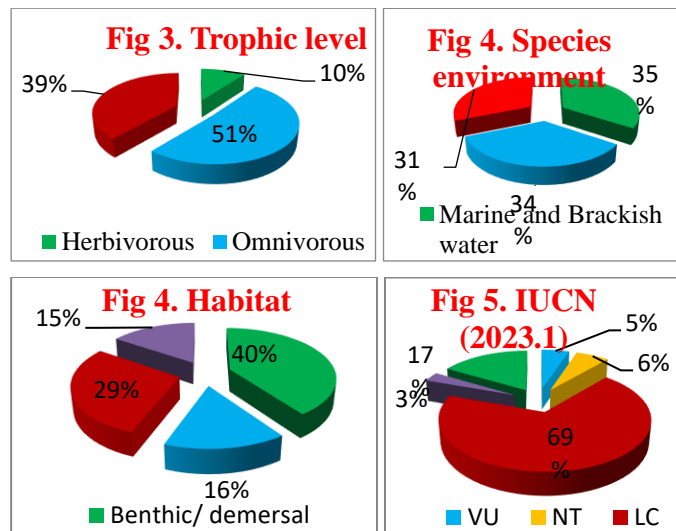 Fig 3. Trophic level
39%
10%
51%
Herbivorous Omnivorous
Fig 4. Species
environment
35
%
31
%
34
%
Marine and Brackish
water
Fig 4. Habitat
15%
40%
29%
16%
Benthic/ demersal
Fig 5. IUCN
(2023.1)
5%
6%
17
%
3%
69
%
VU NT LC